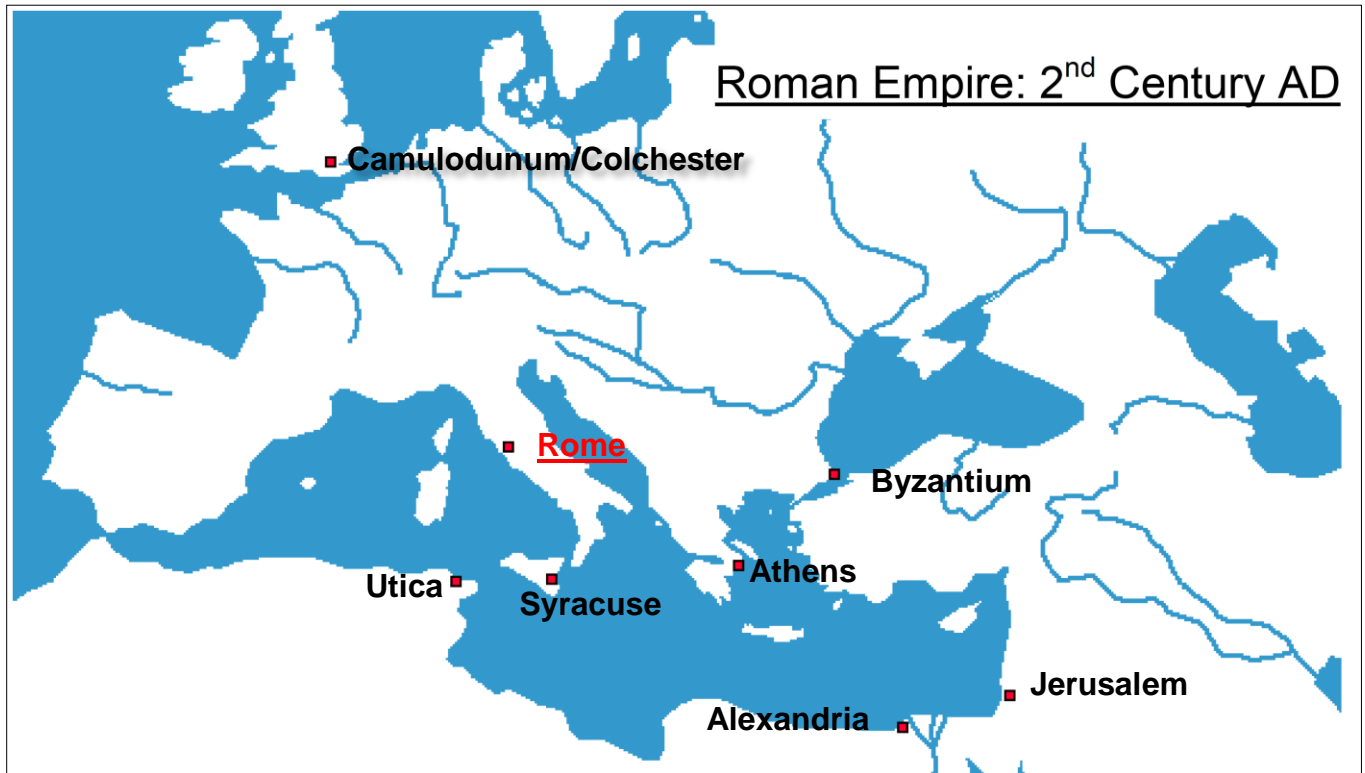 Roman Empire: 2nd Century AD
Camulodunum/Colchester
Rome
Byzantium
Athens
Utica
Syracuse
Jerusalem
Alexandria